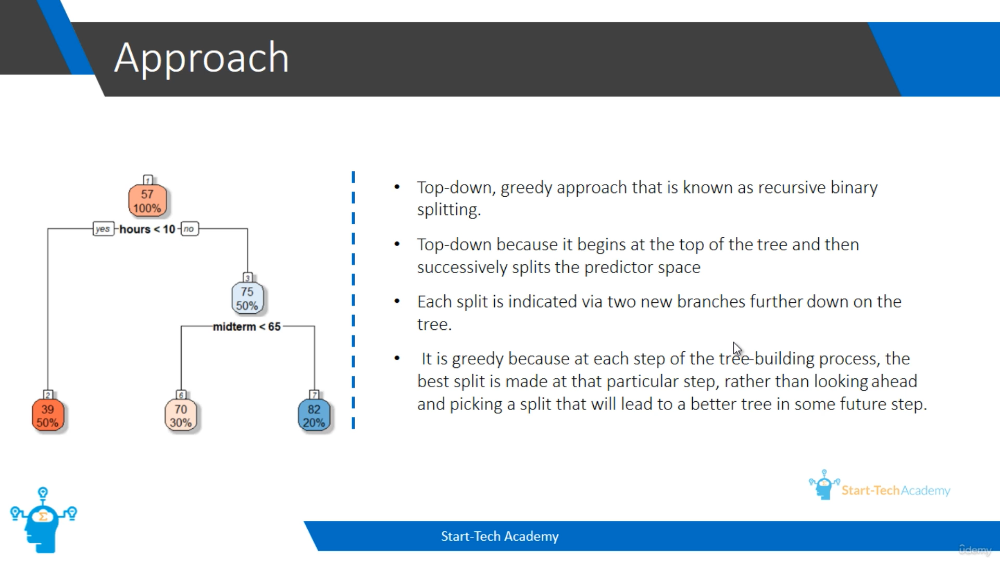 Approach
1
57
100%
yes hours < 10 no
3
75
50%
midterm < 65
2
39
50%
6
70
30%
7
82
20%
• Top-down, greedy approach that is known as recursive binary
splitting.
• Top-down because it begins at the top of the tree and then
successively splits the predictor space
• Each split is indicated via two new branches further down on the
tree.
• It is greedy because at each step of the tree-building process, the
best split is made at that particular step, rather than looking ahead
and picking a split that will lead to a better tree in some future step.
Σ
Start-Tech Academy
Start-Tech Academy
udemy